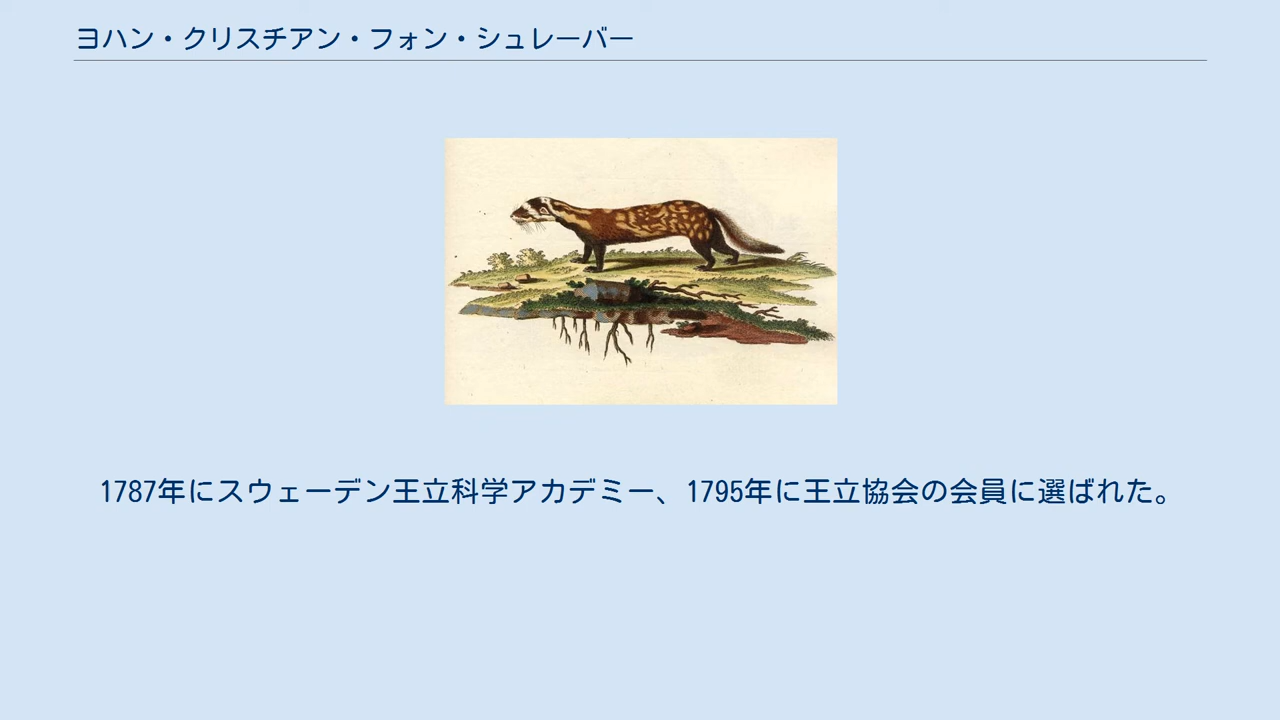 ヨハン・クリスチアン・フォン・シュレーバー
1787年にスウェーデン王立科学アカデミー、1795年に王立協会の会員に選ばれた。